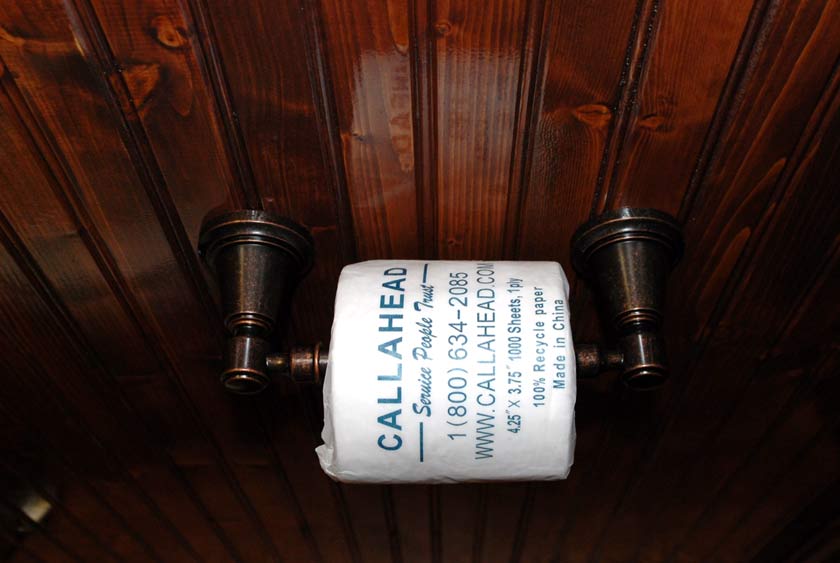 CALLAHEAD
Service People Trust
1(800)634-2085
WWW.CALLAHEAD.COM
4.25" X 3.75" 1000 Sheets, 1ply
100% Recycle paper
Made in China